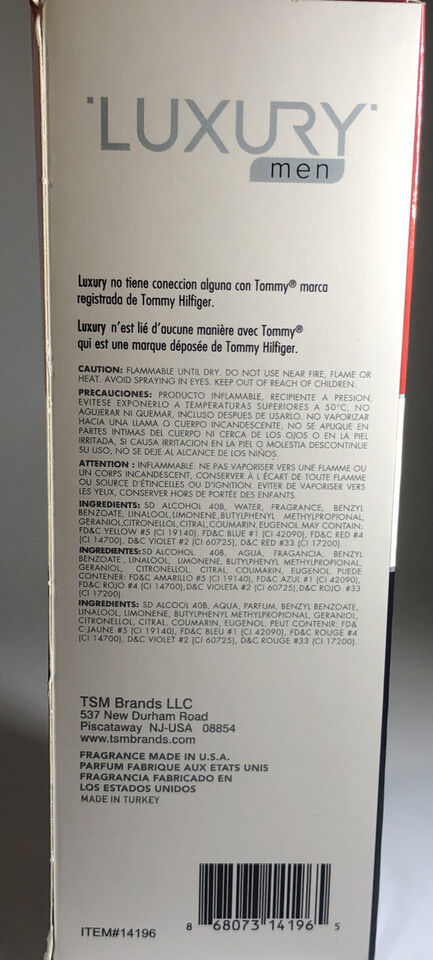 LUXURY
men
Luxury no tiene coneccion alguna con Tommy® marca
registrada de Tommy Hilfiger.
Luxury n'est lié d'aucune manière avec Tommy®
qui est une marque déposée de Tommy Hilfiger.
CAUTION: FLAMMABLE UNTIL DRY. DO NOT USE NEAR FIRE, FLAME OR
HEAT. AVOID SPRAYING IN EYES. KEEP OUT OF REACH OF CHILDREN.
PRECAUCIONES: PRODUCTO INFLAMABLE, RECIPIENTE A PRESION,
EVITESE EXPONERLO A TEMPERATURAS SUPERIORES A 50°C, NO
AGUJERAR NI QUEMAR, INCLUSO DESPUES DE USARLO. NO VAPORIZAR
HACIA UNA LLAMA O CUERPO INCANDESCENTE, NO SE APLIQUE EN
PARTES INTIMAS DEL CUERPO NI CERCA DE LOS OJOS O EN LA PIEL
IRRITADA, SI CAUSA IRRITACION EN LA PIEL O MOLESTIA DESCONTINUE
SU USO, NO SE DEJE AL ALCANCE DE LOS NIÑOS.
ATTENTION : INFLAMMABLE. NE PAS VAPORISER VERS UNE FLAMME OU
UN CORPS INCANDESCENT, CONSERVER À L ÉCART DE TOUTE FLAMME
OU SOURCE D'ÉTINCELLES OU D'IGNITION. EVITER DE VAPORISER VERS
LES YEUX, CONSERVER HORS DE PORTÉE DES ENFANTS.
INGREDIENTS: SD ALCOHOL 40B, WATER, FRAGRANCE, BENZYL
BENZOATE, LINALOOL, LIMONENE, BUTYLPHENYL METHYLPROPIONAL,
GERANIOL,CITRONELLOL, CITRAL, COUMARIN, EUGENOL MAY CONTAIN:
FD&C YELLOW #5 (CI 19140), FD&C BLUE #1 (CI 42090), FD&C RED #4
(CI 14700), D&C VIOLET #2 (CI 60725), D&C RED #33 (CI 17200).
INGREDIENTES: SD ALCOHOL 40B, AGUA, FRAGANCIA, BENZYL
BENZOATE , LINALOOL, LIMONENE, BUTYLPHENYL METHYLPROPIONAL,
GERANIOL, CITRONELLOL, CITRAL, COUMARIN, EUGENOL. PUEDE
CONTENER: FD&C AMARILLO #5 (CI 19140), FD&C AZUL #1 (CI 42090),
FD&C ROJO #4 (CI 14700), D&C VIOLETA #2 (CI 60725), D&C ROJO #33
(CI 17200).
INGRÉDIENTS: SD ALCOOL 40B, AQUA, PARFUM, BENZYL BENZOATE,
LINALOOL, LIMONENE, BUTYLPHENYL METHYLPROPIONAL, GERANIOL,
CITRONELLOL, CITRAL, COUMARIN, EUGENOL. PEUT CONTENIR: FD&
C JAUNE #5 (CI 19140), FD&C BLEU #1 (CI 42090), FD&C ROUGE #4
(CI 14700), D&C VIOLET #2 (CI 60725), D&C ROUGE #33 (CI 17200).
TSM Brands LLC
537 New Durham Road
Piscataway NJ-USA 08854
www.tsmbrands.com
FRAGRANCE MADE IN U.S.A.
PARFUM FABRIQUE AUX ETATS UNIS
FRAGRANCIA FABRICADO EN
LOS ESTADOS UNIDOS
MADE IN TURKEY
ITEM#14196
8 68073 14196 5